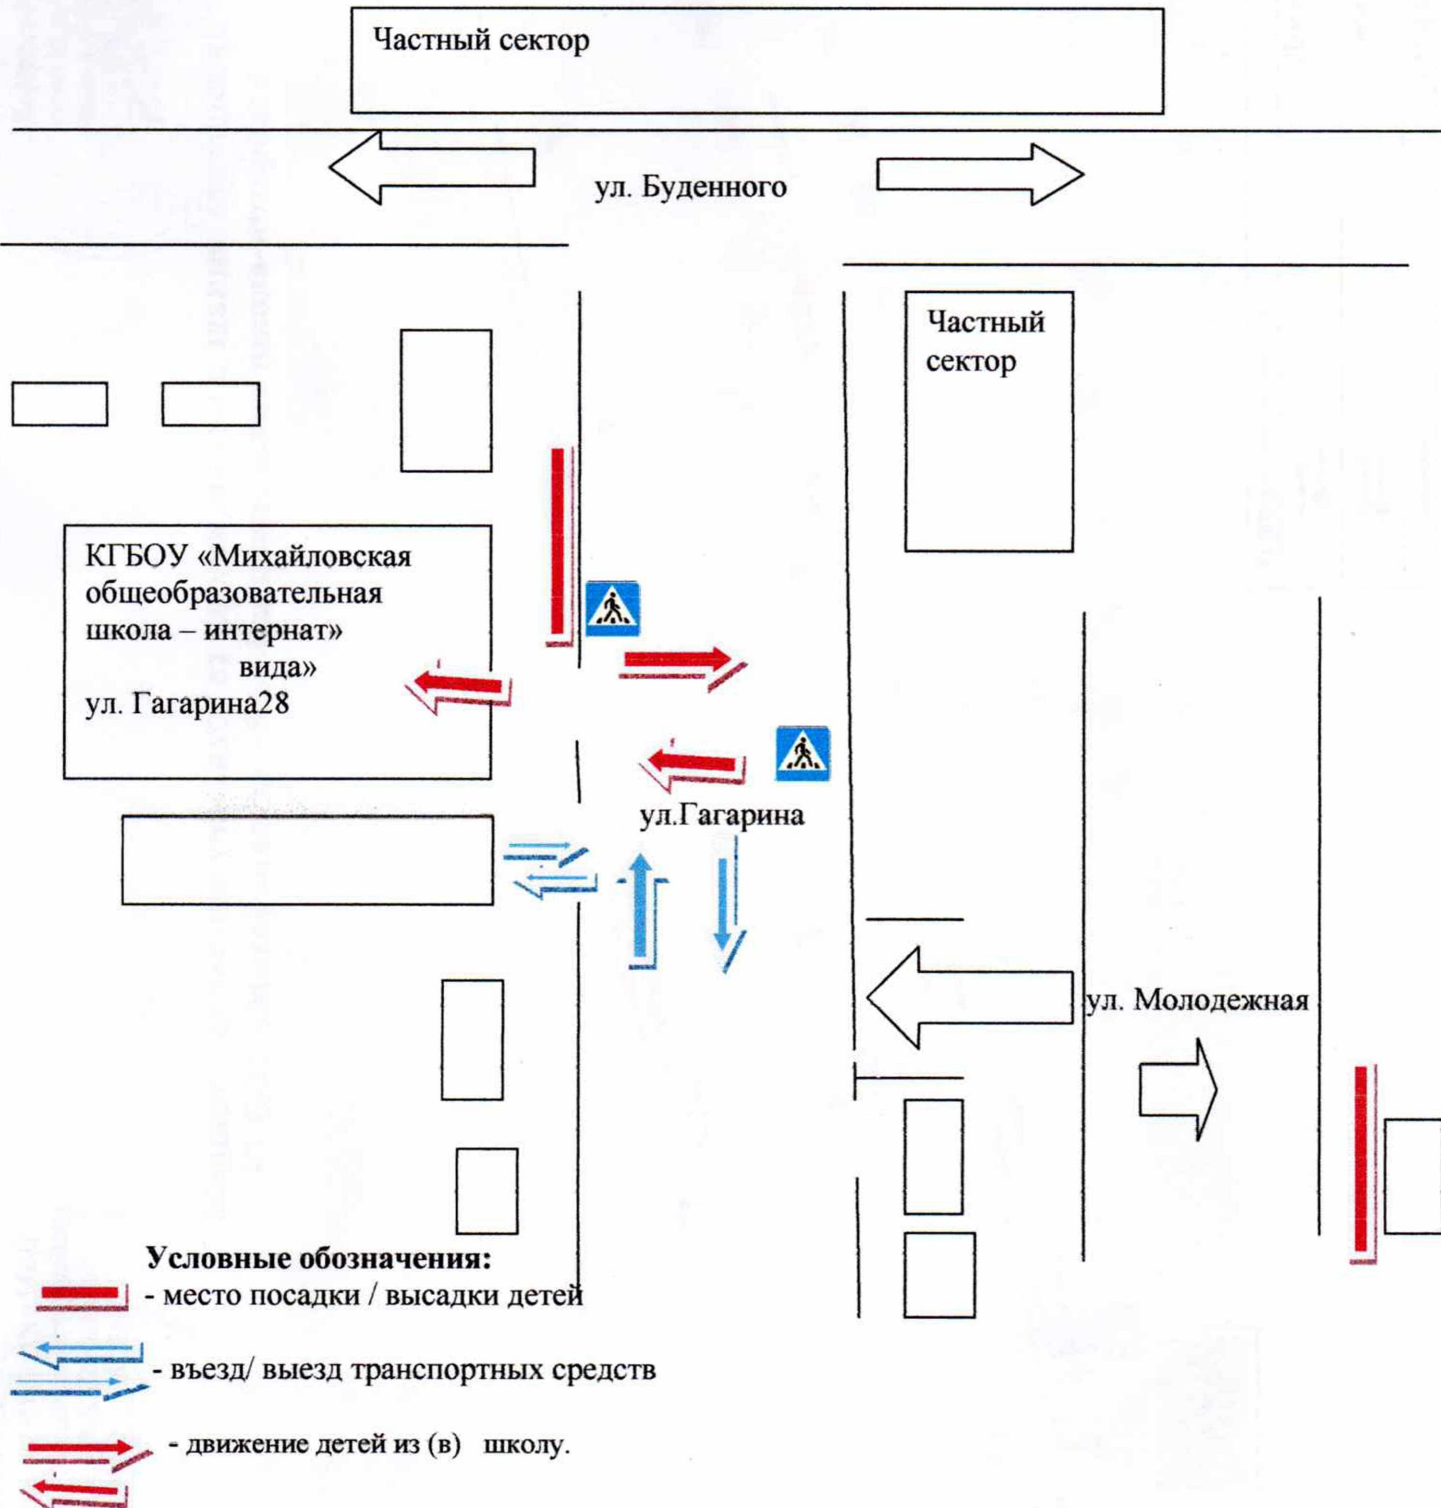 Частный сектор
ул. Буденного
Частный
сектор
КГБОУ «Михайловская
общеобразовательная
школа – интернат»
вида»
ул. Гагарина28
ул.Гагарина
ул. Молодежная
Условные обозначения:
- место посадки / высадки детей
- въезд/ выезд транспортных средств
- движение детей из (в) школу.